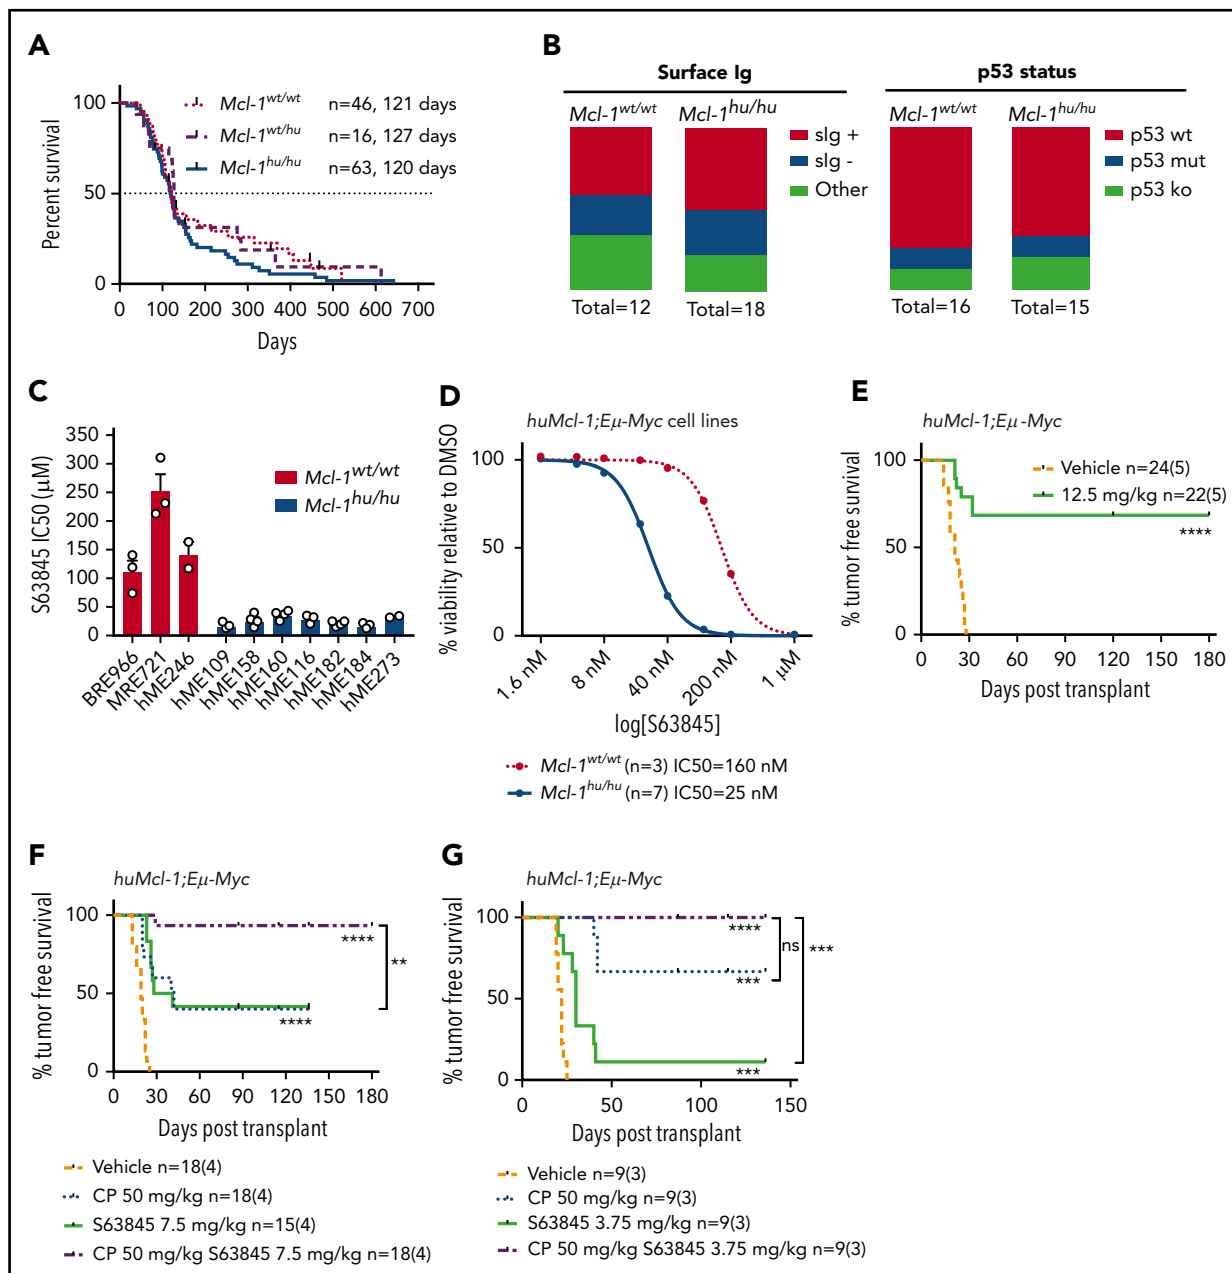 A
Percent survival
100
50
0
0 100 200 300 400 500 600 700
Days
Mcl-1wt/wt n=46, 121 days
Mcl-1wt/hu n=16, 127 days
Mcl-1hu/hu n=63, 120 days
B
Surface Ig
Mcl-1wt/wt Mcl-1hu/hu
sIg +
sIg -
Other
Total=12 Total=18
p53 status
Mcl-1wt/wt Mcl-1hu/hu
p53 wt
p53 mut
p53 ko
Total=16 Total=15
C
S63845 IC50 (μM)
350
300
250
200
150
100
50
0
Mcl-1wt/wt
Mcl-1hu/hu
BRE966 MRE721 hME246 hME109 hME158 hME160 hME116 hME182 hME184 hME273
D
huMcl-1;Eμ-Myc cell lines
% viability relative to DMSO
100
50
0
1.6 nM 8 nM 40 nM 200 nM 1 μM
log[S63845]
Mcl-1wt/wt (n=3) IC50=160 nM
Mcl-1hu/hu (n=7) IC50=25 nM
E
huMcl-1;Eμ-Myc
% tumor free survival
100
50
0
Vehicle n=24(5)
12.5 mg/kg n=22(5)
****
0 30 60 90 120 150 180
Days post transplant
F
huMcl-1;Eμ-Myc
% tumor free survival
100
50
0
****
**
****
0 30 60 90 120 150 180
Days post transplant
Vehicle n=18(4)
CP 50 mg/kg n=18(4)
S63845 7.5 mg/kg n=15(4)
CP 50 mg/kg S63845 7.5 mg/kg n=18(4)
G
huMcl-1;Eμ-Myc
% tumor free survival
100
50
0
****
ns
***
***
***
0 50 100 150
Days post transplant
Vehicle n=9(3)
CP 50 mg/kg n=9(3)
S63845 3.75 mg/kg n=9(3)
CP 50 mg/kg S63845 3.75 mg/kg n=9(3)